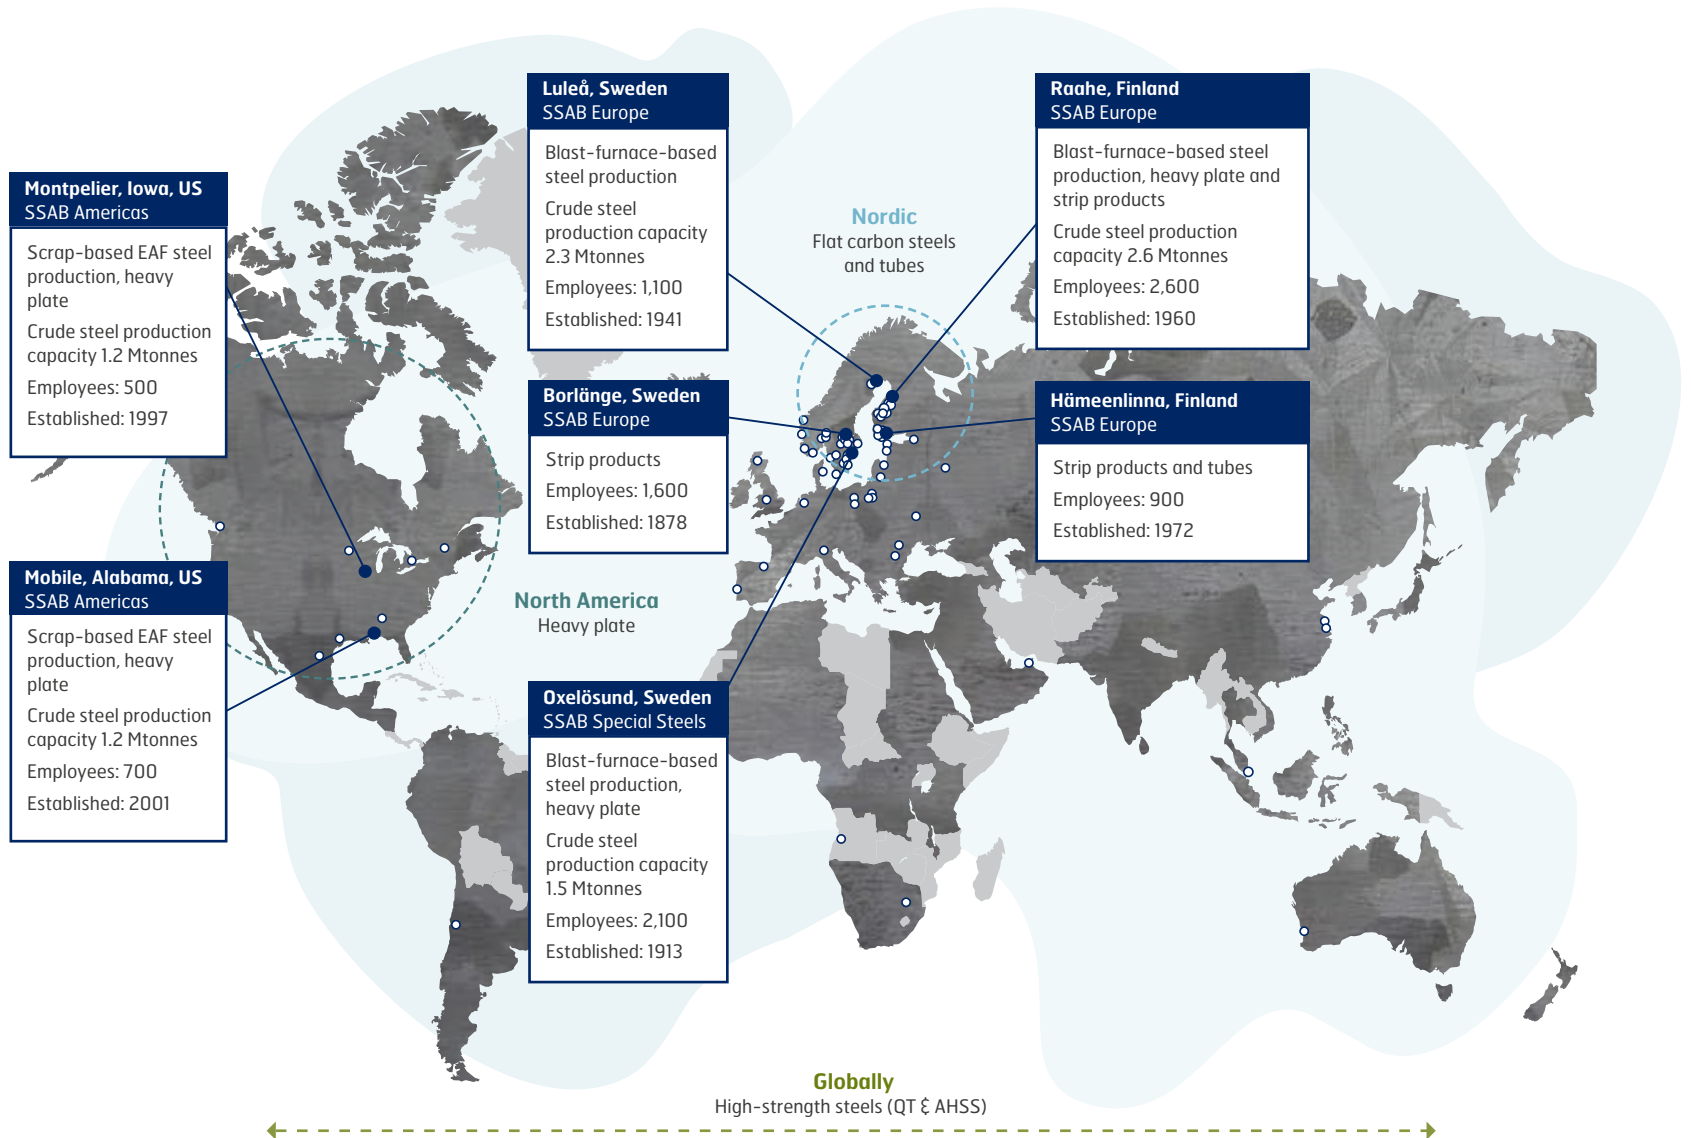 Montpelier, Iowa, US
SSAB Americas
Scrap-based EAF steel
production, heavy
plate
Crude steel production
capacity 1.2 Mtonnes
Employees: 500
Established: 1997
Mobile, Alabama, US
SSAB Americas
Scrap-based EAF steel
production, heavy
plate
Crude steel production
capacity 1.2 Mtonnes
Employees: 700
Established: 2001
Luleå, Sweden
SSAB Europe
Blast-furnace-based
steel production
Crude steel
production capacity
2.3 Mtonnes
Employees: 1,100
Established: 1941
Borlänge, Sweden
SSAB Europe
Strip products
Employees: 1,600
Established: 1878
North America
Heavy plate
Oxelösund, Sweden
SSAB Special Steels
Blast-furnace-based
steel production,
heavy plate
Crude steel
production capacity
1.5 Mtonnes
Employees: 2,100
Established: 1913
Nordic
Flat carbon steels
and tubes
Raahe, Finland
SSAB Europe
Blast-furnace-based steel
production, heavy plate and
strip products
Crude steel production
capacity 2.6 Mtonnes
Employees: 2,600
Established: 1960
Hämeenlinna, Finland
SSAB Europe
Strip products and tubes
Employees: 900
Established: 1972
Globally
High-strength steels (QT & AHSS)